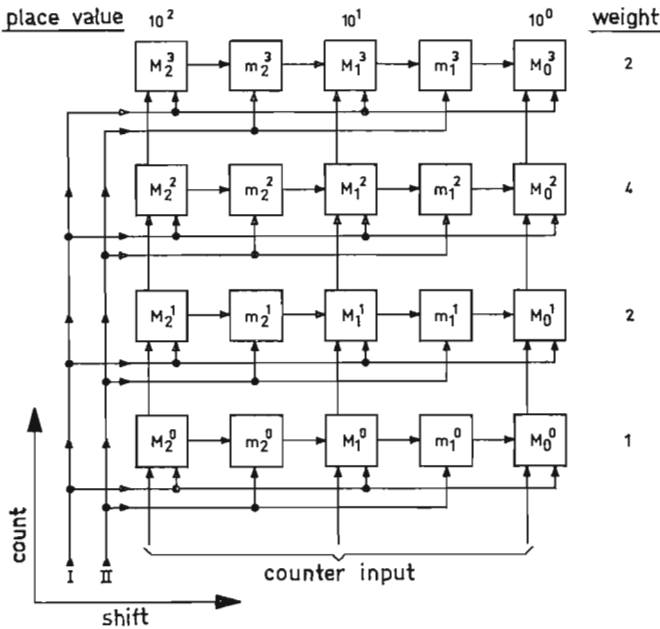 place value 10² 10¹ 10⁰ weight
M₂³ m₂³ M₁³ m₁³ M₀³ 2
M₂² m₂² M₁² m₁² M₀² 4
M₂¹ m₂¹ M₁¹ m₁¹ M₀¹ 2
M₂⁰ m₂⁰ M₁⁰ m₁⁰ M₀⁰ 1
count
I II
counter input
shift